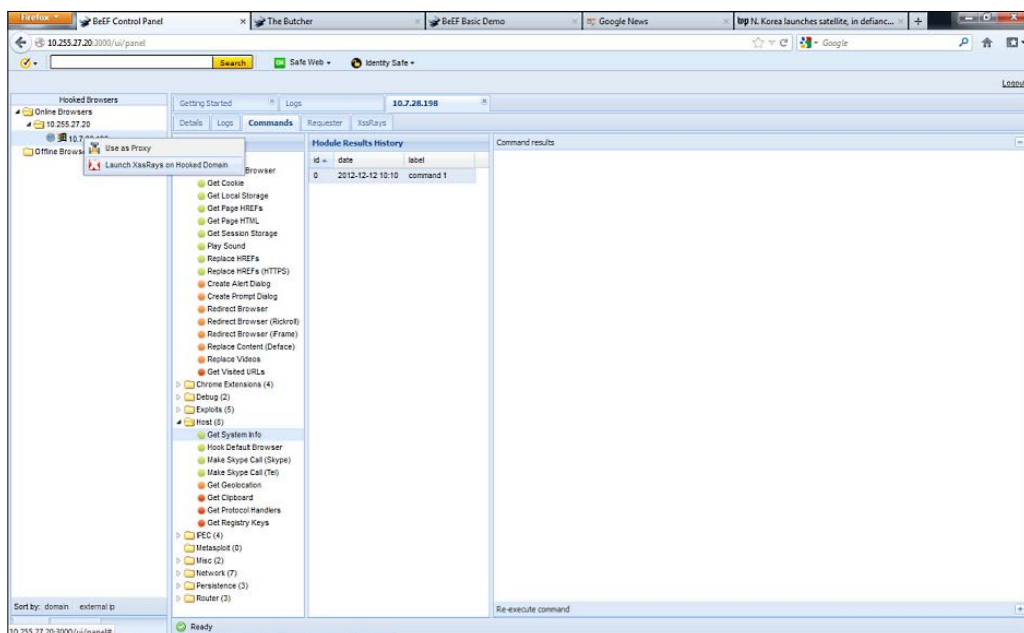 Firefox
BeEF Control Panel
The Butcher
BeEF Basic Demo
Google News
N. Korea launches satellite, in defianc...
10.255.27.20:3000/ui/panel
Google
Search
Safe Web
Identity Safe
Logout
Hooked Browsers
Online Browsers
10.255.27.20
Offline Brows
Use as Proxy
Launch XssRays on Hooked Domain
Getting Started
Logs
10.7.28.198
Details
Logs
Commands
Requester
XssRays
Browser
Get Cookie
Get Local Storage
Get Page HREFs
Get Page HTML
Get Session Storage
Play Sound
Replace HREFs
Replace HREFs (HTTPS)
Create Alert Dialog
Create Prompt Dialog
Redirect Browser
Redirect Browser (Rickroll)
Redirect Browser (iFrame)
Replace Content (Deface)
Replace Videos
Get Visited URLs
Chrome Extensions (4)
Debug (2)
Exploits (5)
Host (8)
Get System Info
Hook Default Browser
Make Skype Call (Skype)
Make Skype Call (Tel)
Get Geolocation
Get Clipboard
Get Protocol Handlers
Get Registry Keys
IPEC (4)
Metasploit (0)
Misc (2)
Network (7)
Persistence (3)
Router (3)
Module Results History
id date label
0 2012-12-12 10:10 command 1
Command results
Re-execute command
Sort by: domain external ip
10.255.27.20:3000/ui/panel#
Ready